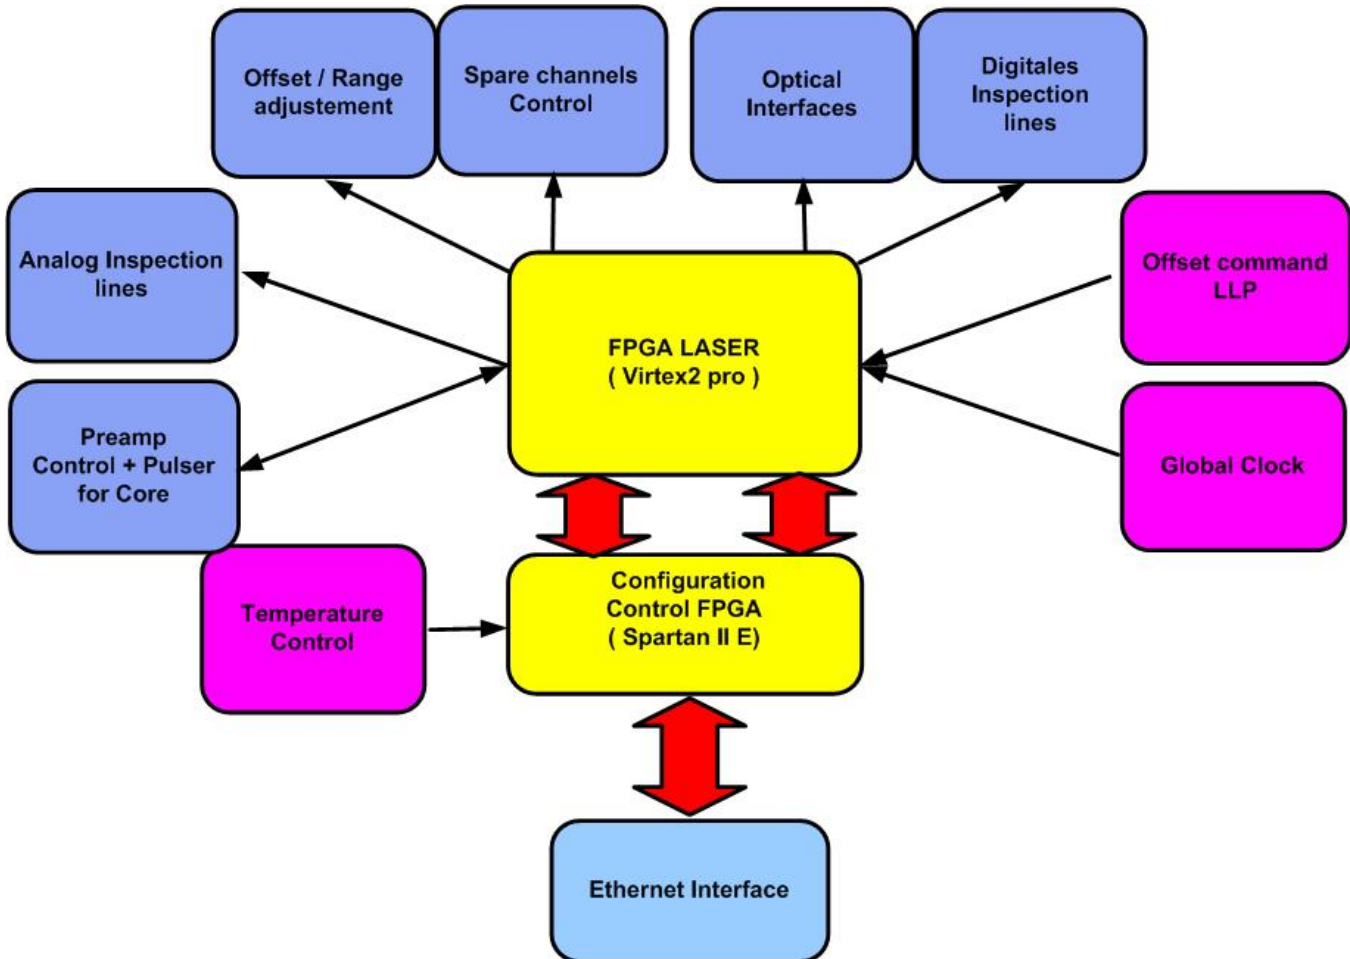 Offset / Range
adjustement
Spare channels
Control
Optical
Interfaces
Digitales
Inspection
lines
Analog Inspection
lines
Offset command
LLP
FPGA LASER
( Virtex2 pro )
Preamp
Control + Pulser
for Core
Global Clock
Temperature
Control
Configuration
Control FPGA
( Spartan II E)
Ethernet Interface